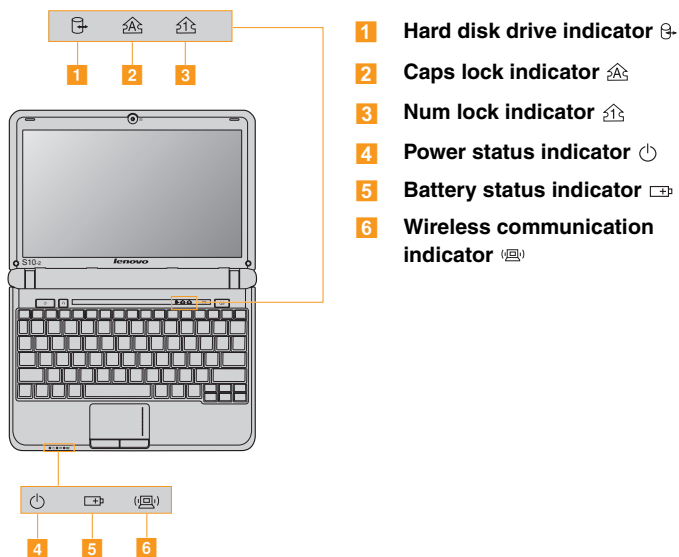 1 2 3
1 Hard disk drive indicator
2 Caps lock indicator
3 Num lock indicator
4 Power status indicator
5 Battery status indicator
6 Wireless communication
indicator
S10-2 lenovo
4 5 6